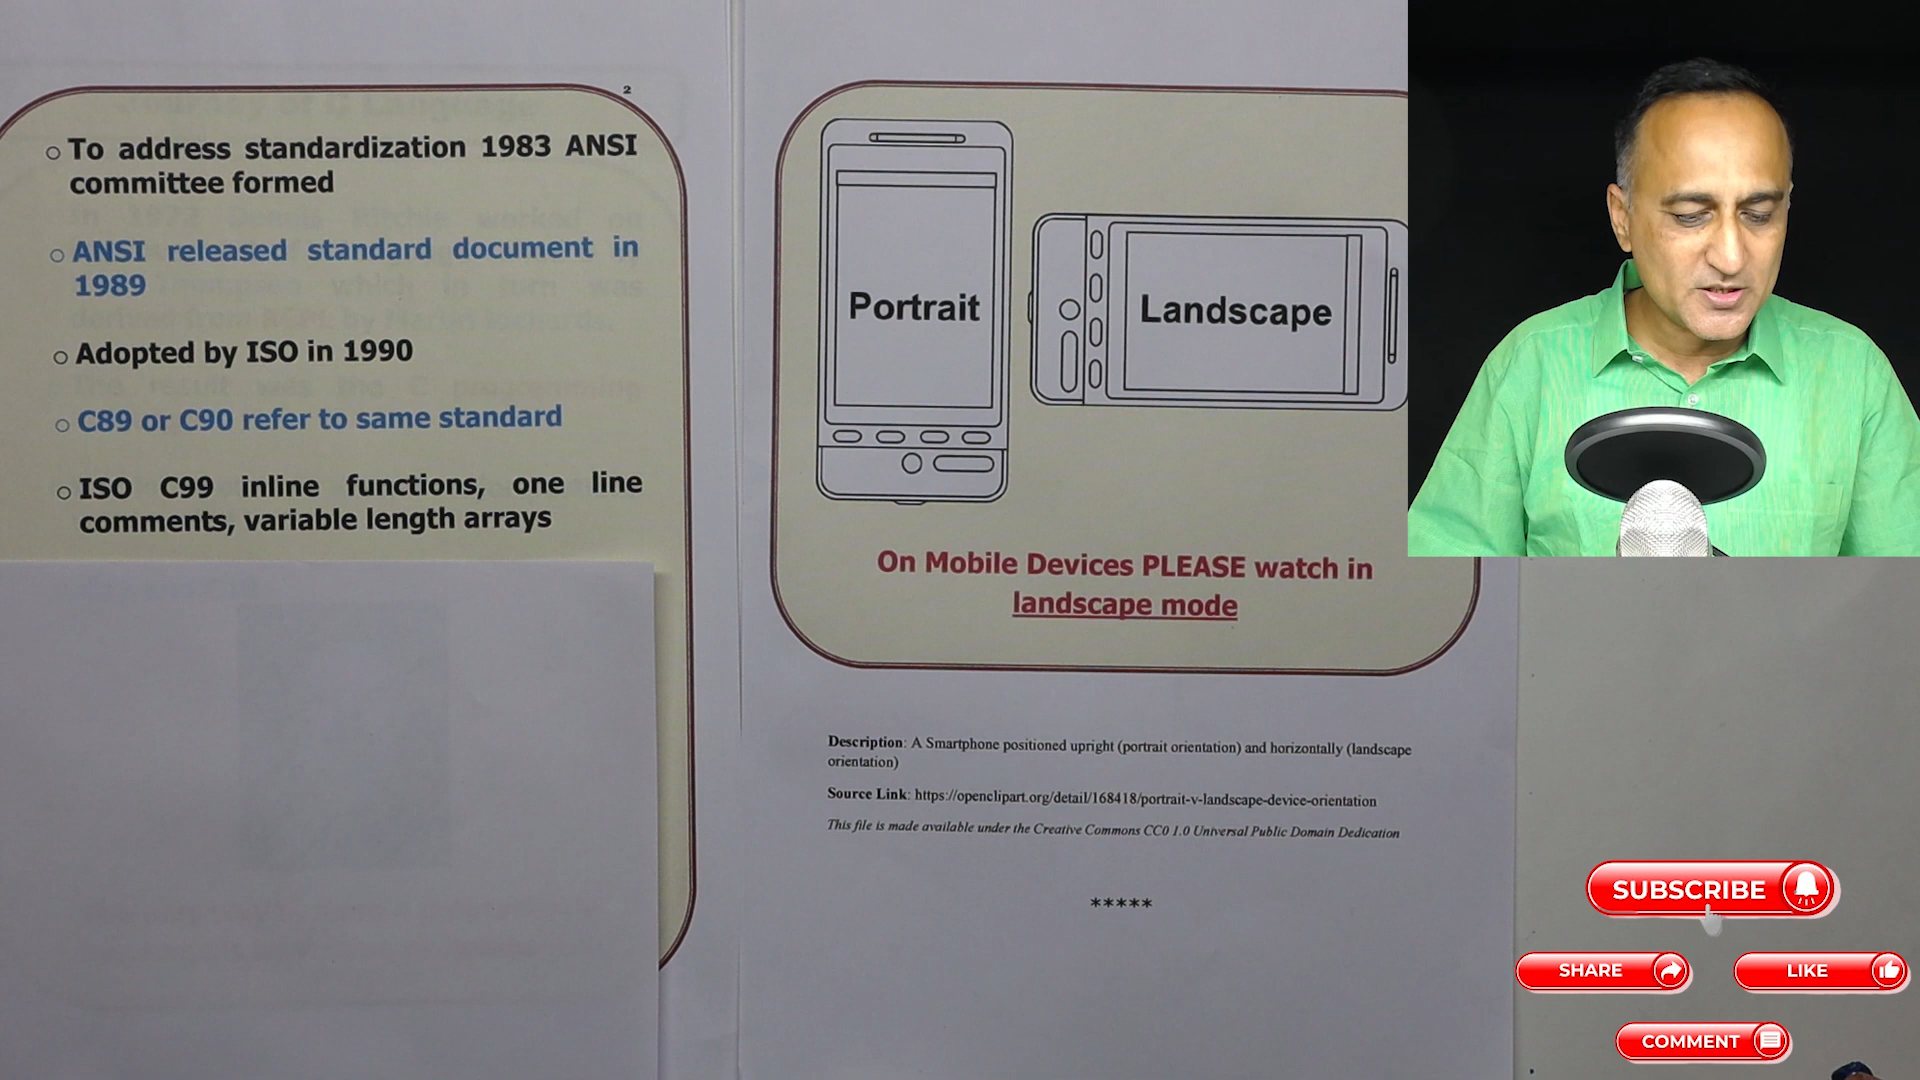 2
○ To address standardization 1983 ANSI
committee formed
○ ANSI released standard document in
1989
○ Adopted by ISO in 1990
○ C89 or C90 refer to same standard
○ ISO C99 inline functions, one line
comments, variable length arrays
Portrait
Landscape
On Mobile Devices PLEASE watch in
landscape mode
Description: A Smartphone positioned upright (portrait orientation) and horizontally (landscape
orientation)
Source Link: https://openclipart.org/detail/168418/portrait-v-landscape-device-orientation
This file is made available under the Creative Commons CC0 1.0 Universal Public Domain Dedication
*****
SUBSCRIBE
SHARE
LIKE
COMMENT